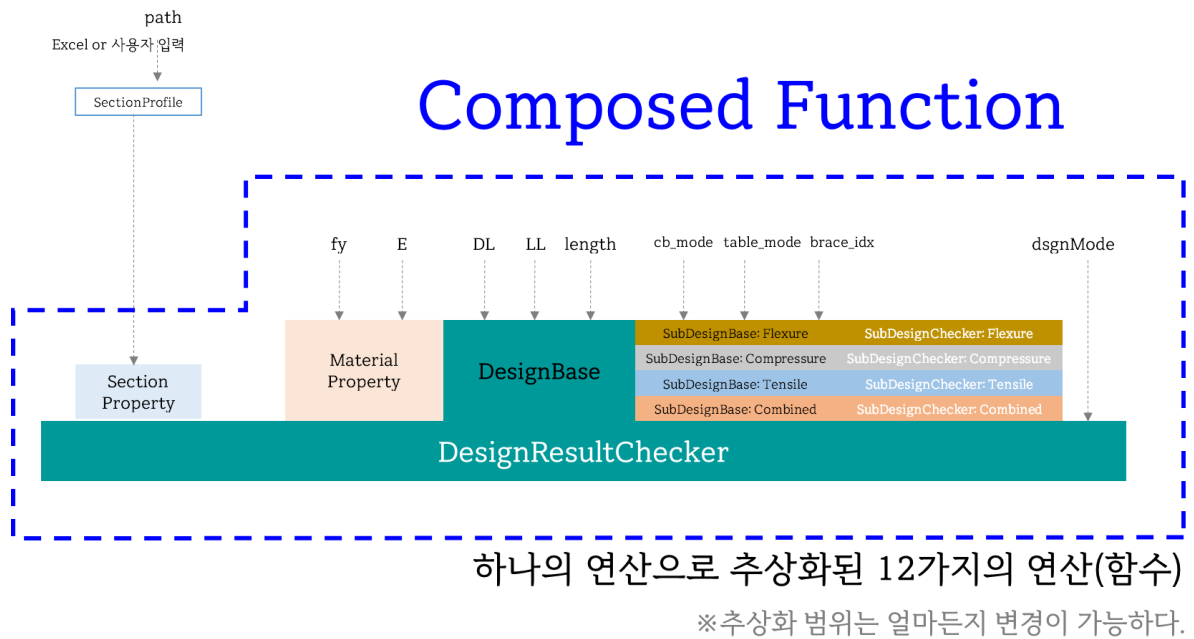 path
Excel or 사용자 입력
SectionProfile
Composed Function
fy
E
DL
LL
length
cb_mode
table_mode
brace_idx
dsgnMode
Section
Property
Material
Property
DesignBase
SubDesignBase: Flexure
SubDesignChecker: Flexure
SubDesignBase: Compressure
SubDesignChecker: Compressure
SubDesignBase: Tensile
SubDesignChecker: Tensile
SubDesignBase: Combined
SubDesignChecker: Combined
DesignResultChecker
하나의 연산으로 추상화된 12가지의 연산(함수)
※추상화 범위는 얼마든지 변경이 가능하다.